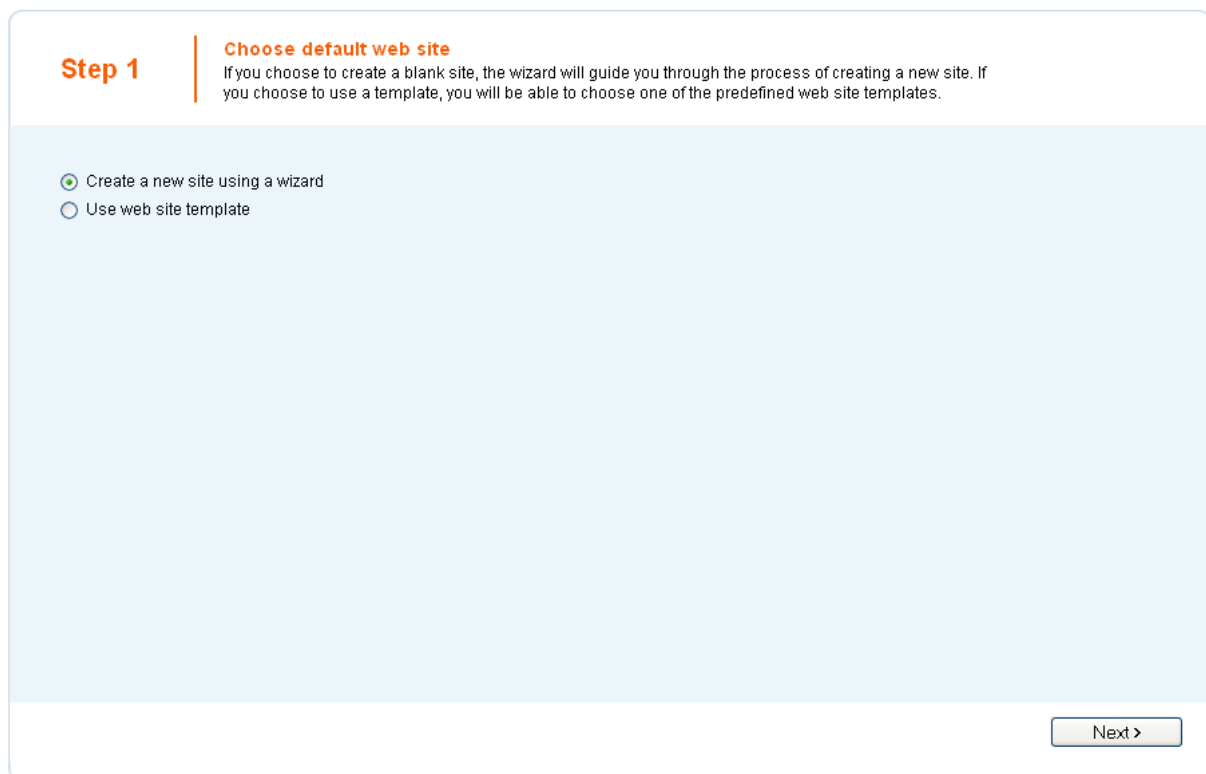 Step 1
Choose default web site
If you choose to create a blank site, the wizard will guide you through the process of creating a new site. If
you choose to use a template, you will be able to choose one of the predefined web site templates.
Create a new site using a wizard
Use web site template
Next >